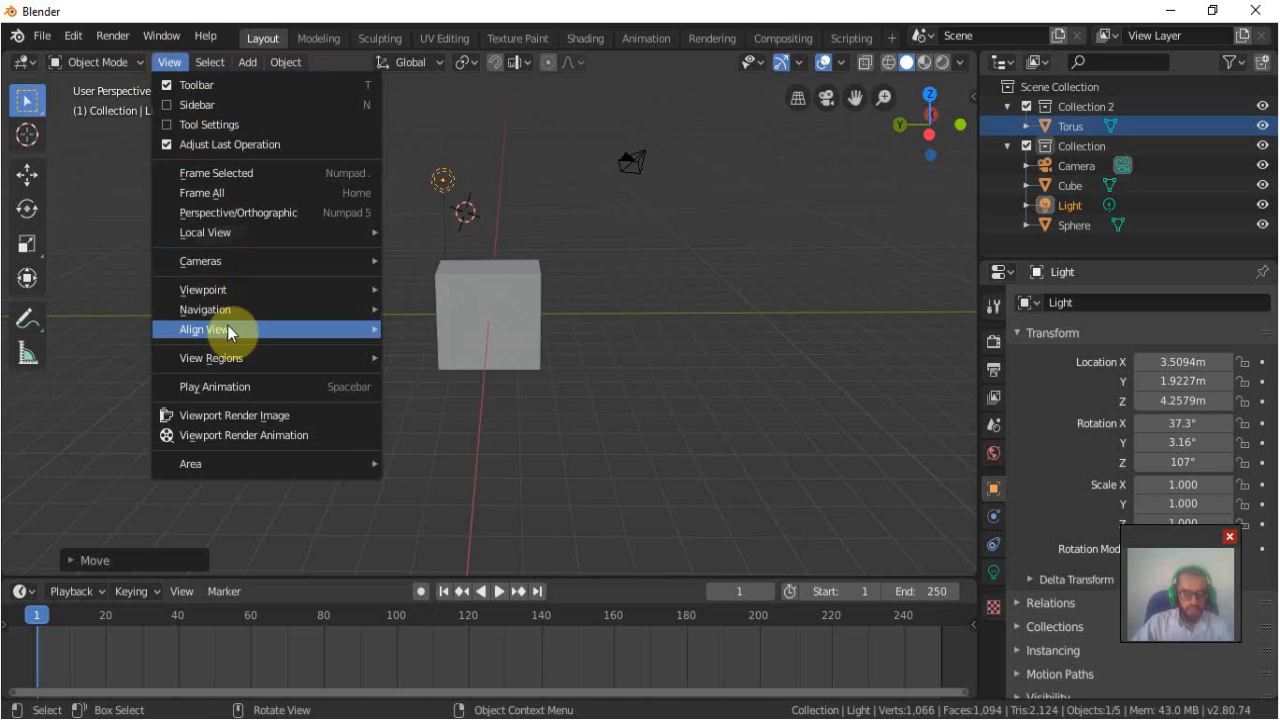 Blender
File Edit Render Window Help Layout Modeling Sculpting UV Editing Texture Paint Shading Animation Rendering Compositing Scripting + Scene View Layer
Object Mode View Select Add Object Global
User Perspective
(1) Collection | L
Toolbar T
Sidebar N
Tool Settings
Adjust Last Operation
Frame Selected Numpad .
Frame All Home
Perspective/Orthographic Numpad 5
Local View
Cameras
Viewpoint
Navigation
Align View
View Regions
Play Animation Spacebar
Viewport Render Image
Viewport Render Animation
Area
Z
Y
X
Move
Scene Collection
Collection 2
Torus
Collection
Camera
Cube
Light
Sphere
Light
Light
Transform
Location X 3.5094m
Y 1.9227m
Z 4.2579m
Rotation X 37.3°
Y 3.16°
Z 107°
Scale X 1.000
Y 1.000
Z 1.000
Rotation Mod
Delta Transform
Relations
Collections
Instancing
Motion Paths
Visibility
Playback Keying View Marker 1 Start: 1 End: 250
1 20 40 60 80 100 120 140 160 180 200 220 240
Select Box Select Rotate View Object Context Menu Collection | Light | Verts:1,066 | Faces:1,094 | Tris:2,124 | Objects:1/5 | Mem: 43.0 MB | v2.80.74